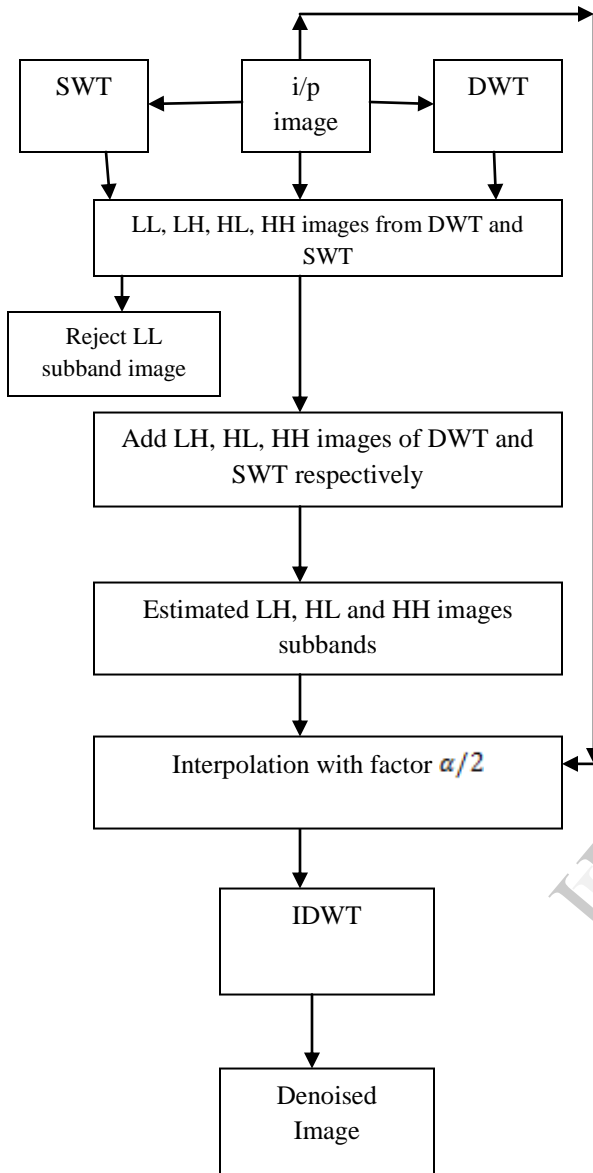 SWT
i/p
image
DWT
LL, LH, HL, HH images from DWT and
SWT
Reject LL
subband image
Add LH, HL, HH images of DWT and
SWT respectively
Estimated LH, HL and HH images
subbands
Interpolation with factor α/2
IDWT
Denoised
Image